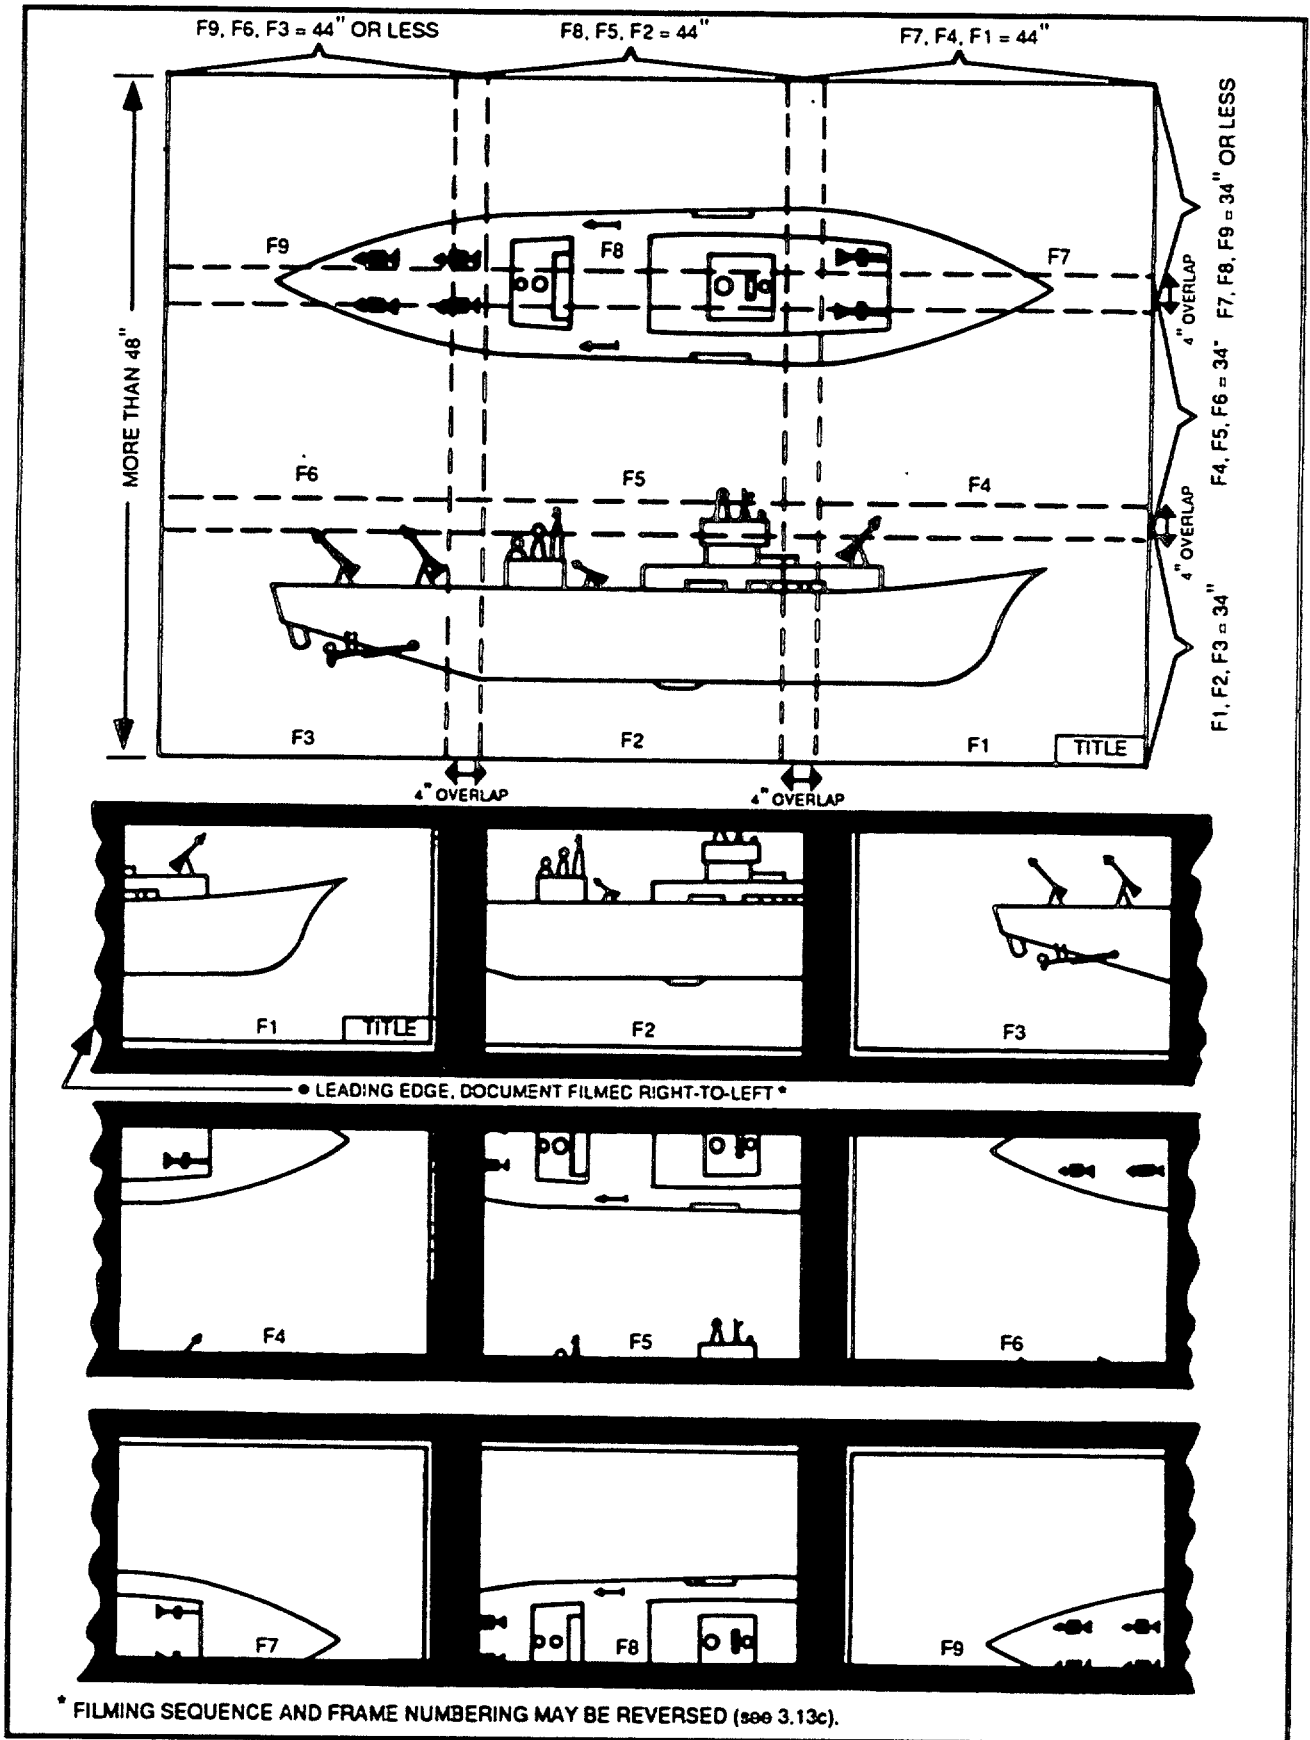 F9, F6, F3 = 44" OR LESS
F8, F5, F2 = 44"
F7, F4, F1 = 44"
MORE THAN 48"
F7, F8, F9 = 34" OR LESS
4" OVERLAP
F4, F5, F6 = 34"
4" OVERLAP
F1, F2, F3 = 34"
F9
F8
F7
F6
F5
F4
F3
F2
F1
TITLE
4" OVERLAP
4" OVERLAP
F1
TITLE
F2
F3
● LEADING EDGE, DOCUMENT FILMEC RIGHT-TO-LEFT *
F4
F5
F6
F7
F8
F9
* FILMING SEQUENCE AND FRAME NUMBERING MAY BE REVERSED (see 3.13c).